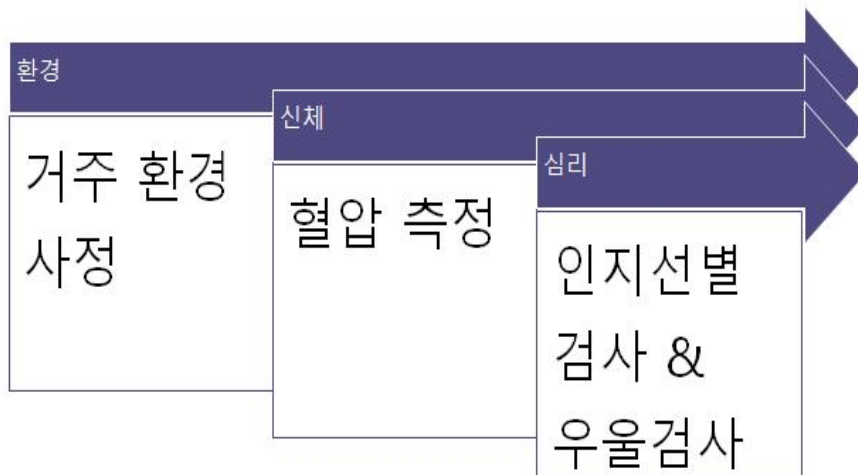 환경
거주 환경
사정
신체
혈압 측정
심리
인지선별
검사 &
우울검사